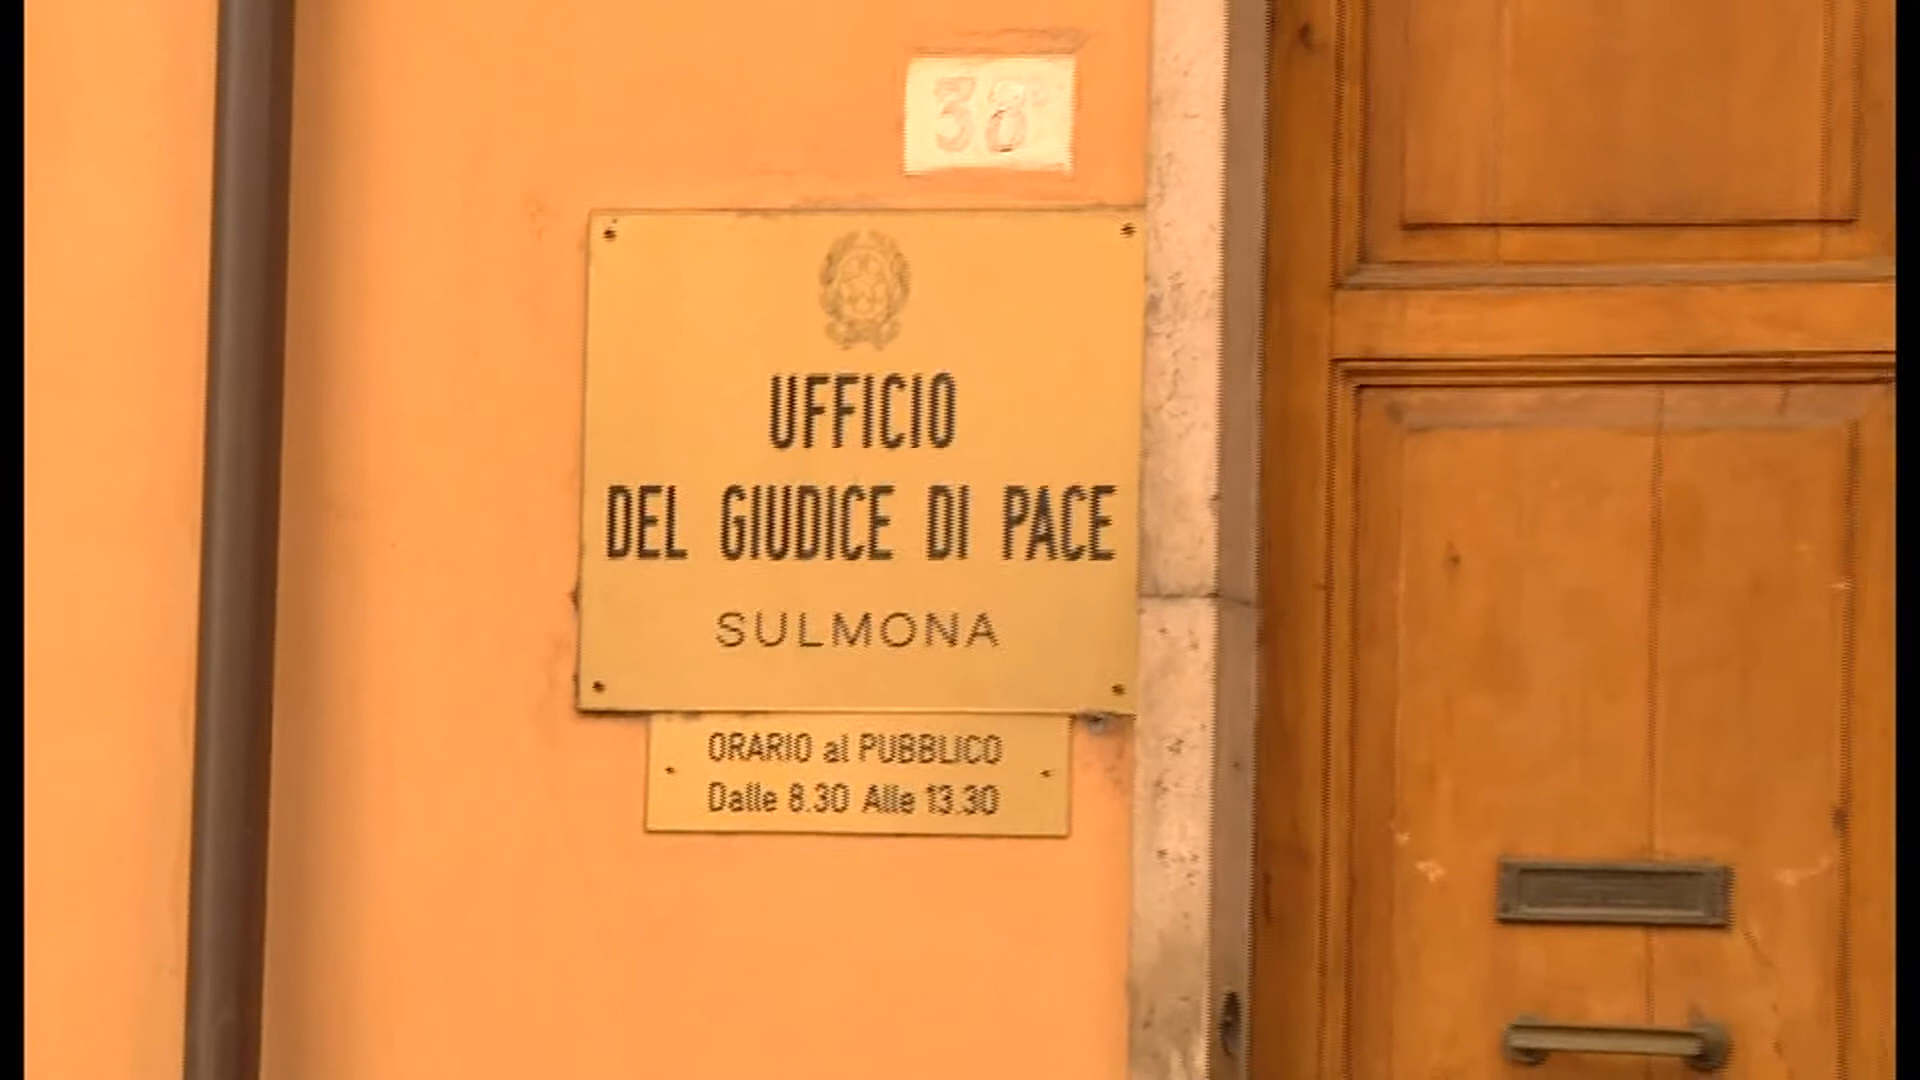 38
UFFICIO
DEL GIUDICE DI PACE
SULMONA
ORARIO al PUBBLICO
Dalle 8.30 Alle 13.30